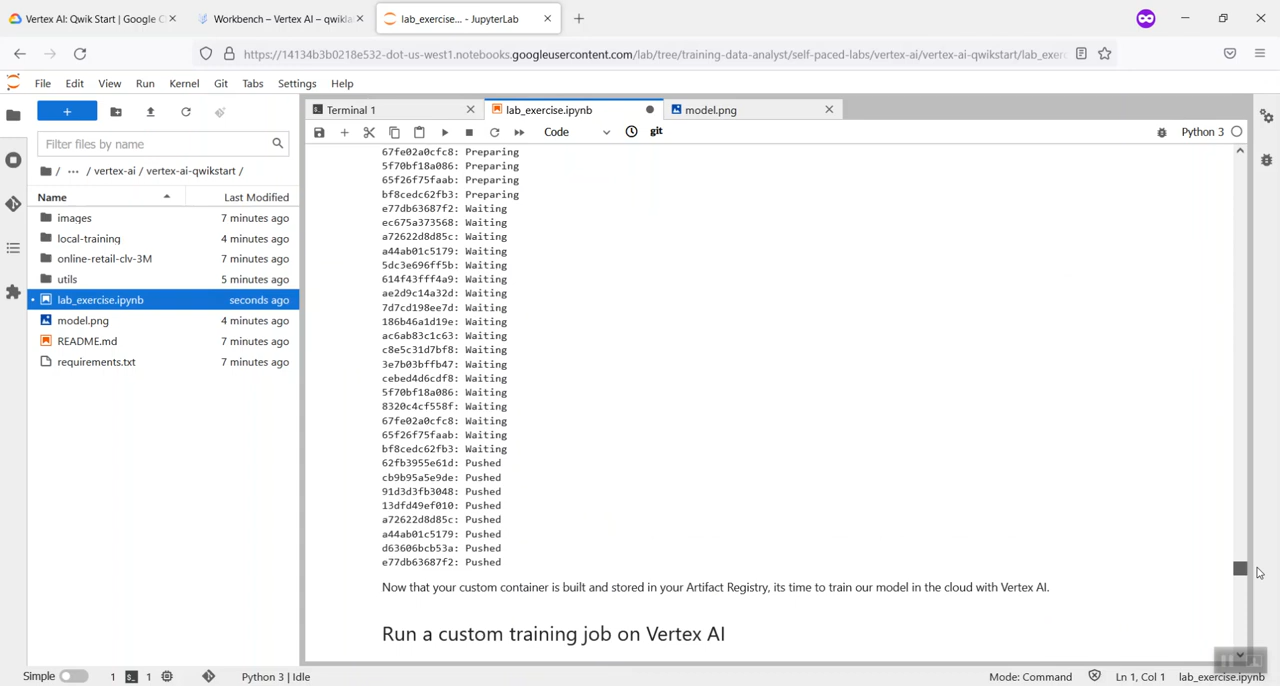 Vertex AI: Qwik Start | Google C
Workbench – Vertex AI – qwikla
lab_exercise... - JupyterLab
https://14134b3b0218e532-dot-us-west1.notebooks.googleusercontent.com/lab/tree/training-data-analyst/self-paced-labs/vertex-ai/vertex-ai-qwikstart/lab_exerc
File Edit View Run Kernel Git Tabs Settings Help
Terminal 1
lab_exercise.ipynb
model.png
Code
git
Python 3
Filter files by name
/ ... / vertex-ai / vertex-ai-qwikstart /
Name Last Modified
images 7 minutes ago
local-training 4 minutes ago
online-retail-clv-3M 7 minutes ago
utils 5 minutes ago
lab_exercise.ipynb seconds ago
model.png 4 minutes ago
README.md 7 minutes ago
requirements.txt 7 minutes ago
67fe02a0cfc8: Preparing
5f70bf18a086: Preparing
65f26f75faab: Preparing
bf8cedc62fb3: Preparing
e77db63687f2: Waiting
ec675a373568: Waiting
a72622d8d85c: Waiting
a44ab01c5179: Waiting
5dc3e696ff5b: Waiting
614f43fff4a9: Waiting
ae2d9c14a32d: Waiting
7d7cd198ee7d: Waiting
186b46a1d19e: Waiting
ac6ab83c1c63: Waiting
c8e5c31d7bf8: Waiting
3e7b03bffb47: Waiting
cebed4d6cdf8: Waiting
5f70bf18a086: Waiting
8320c4cf558f: Waiting
67fe02a0cfc8: Waiting
65f26f75faab: Waiting
bf8cedc62fb3: Waiting
62fb3955e61d: Pushed
cb9b95a5e9de: Pushed
91d3d3fb3048: Pushed
13dfd49ef010: Pushed
a72622d8d85c: Pushed
a44ab01c5179: Pushed
d63606bcb53a: Pushed
e77db63687f2: Pushed
Now that your custom container is built and stored in your Artifact Registry, its time to train our model in the cloud with Vertex AI.
Run a custom training job on Vertex AI
Simple 1 1 Python 3 | Idle Mode: Command Ln 1, Col 1 lab_exercise.ipynb